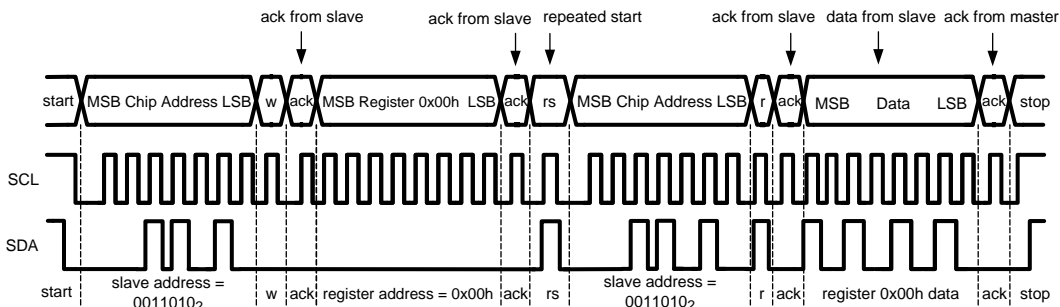 ack from slave ack from slave repeated start ack from slave data from slave ack from master
start MSB Chip Address LSB w ack MSB Register 0x00h LSB ack rs MSB Chip Address LSB r ack MSB Data LSB ack stop
SCL
SDA
start slave address = 00110102 w ack register address = 0x00h ack rs slave address = 00110102 r ack register 0x00h data ack stop